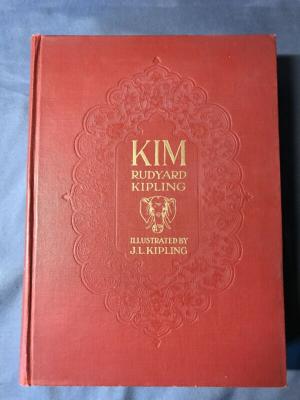 KIM
RUDYARD
KIPLING
ILLUSTRATED BY
J.L.KIPLING